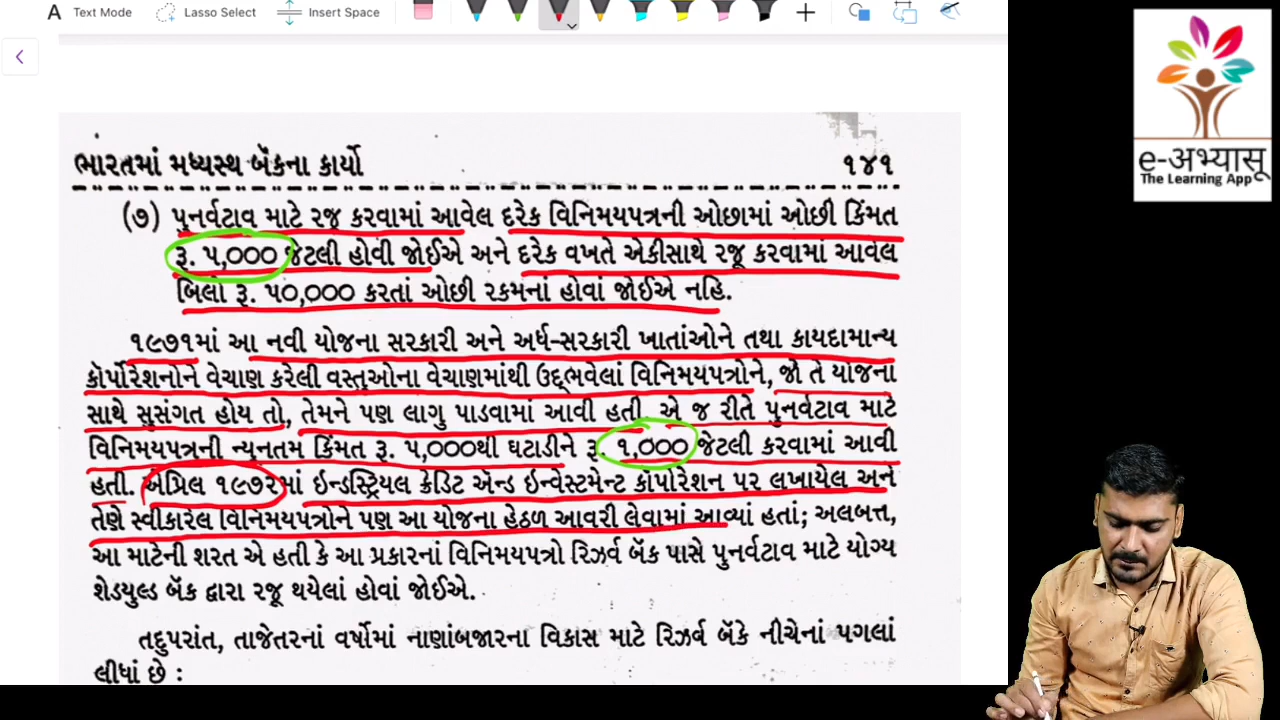 Text Mode
Lasso Select
Insert Space
e-अभ्यासू
The Learning App
ભારતમાં મધ્યસ્થ બૅંકના કાર્યો ૧૪૧
(૭) પુનર્વટાવ માટે રજૂ કરવામાં આવેલ દરેક વિનિમયપત્રની ઓછામાં ઓછી કિંમત
રૂ. ૫,૦૦૦ જેટલી હોવી જોઈએ અને દરેક વખતે એકીસાથે રજૂ કરવામાં આવેલ
બિલો રૂ. ૫૦,૦૦૦ કરતાં ઓછી રકમનાં હોવાં જોઈએ નહિ.
૧૯૭૧માં આ નવી યોજના સરકારી અને અર્ધ-સરકારી ખાતાંઓને તથા કાયદામાન્ય
કૉર્પોરેશનોને વેચાણ કરેલી વસ્તુઓના વેચાણમાંથી ઉદ્ભવેલાં વિનિમયપત્રોને, જો તે યોજના
સાથે સુસંગત હોય તો, તેમને પણ લાગુ પાડવામાં આવી હતી. એ જ રીતે પુનર્વટાવ માટે
વિનિમયપત્રની ન્યૂનતમ કિંમત રૂ. ૫,૦૦૦થી ઘટાડીને રૂ. ૧,૦૦૦ જેટલી કરવામાં આવી
હતી. એપ્રિલ ૧૯૭૨માં ઇન્ડસ્ટ્રિયલ ક્રેડિટ ઍન્ડ ઇન્વેસ્ટમેન્ટ કૉર્પોરેશન પર લખાયેલ અને
તેણે સ્વીકારેલ વિનિમયપત્રોને પણ આ યોજના હેઠળ આવરી લેવામાં આવ્યાં હતાં; અલબત્ત,
આ માટેની શરત એ હતી કે આ પ્રકારનાં વિનિમયપત્રો રિઝર્વ બૅંક પાસે પુનર્વટાવ માટે યોગ્ય
શેડયુલ્ડ બૅંક દ્વારા રજૂ થયેલાં હોવાં જોઈએ.
તદુપરાંત, તાજેતરનાં વર્ષોમાં નાણાંબજારના વિકાસ માટે રિઝર્વ બૅંકે નીચેનાં પગલાં
લીધાં છે :